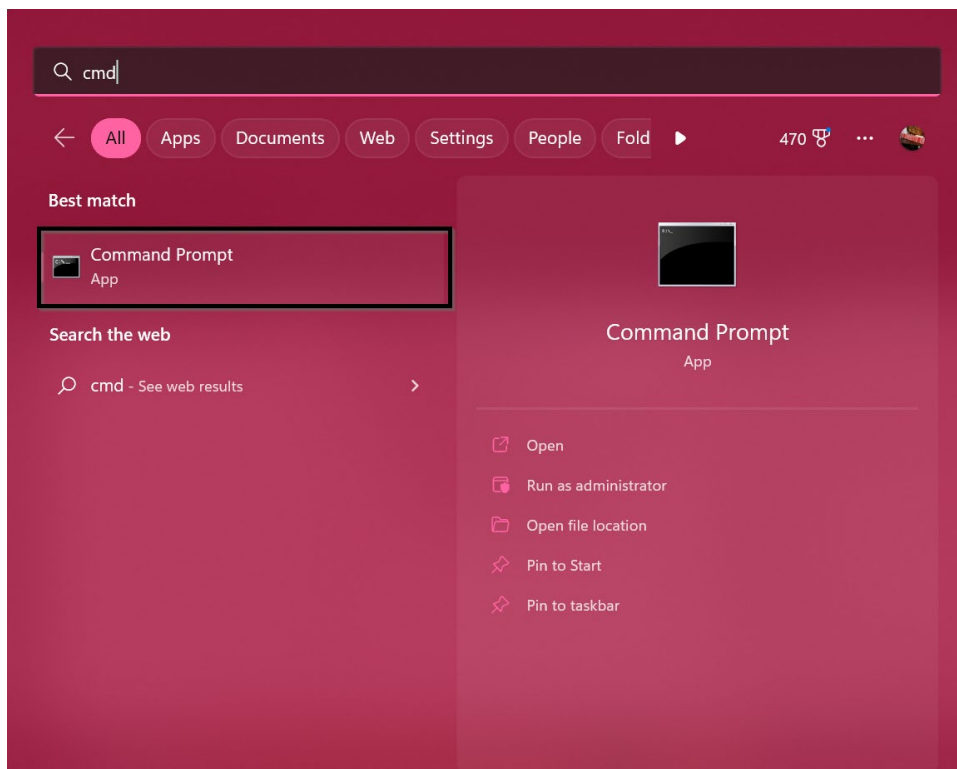 cmd
All Apps Documents Web Settings People Fold 470
Best match
Command Prompt
App
Search the web
cmd - See web results
Command Prompt
App
Open
Run as administrator
Open file location
Pin to Start
Pin to taskbar